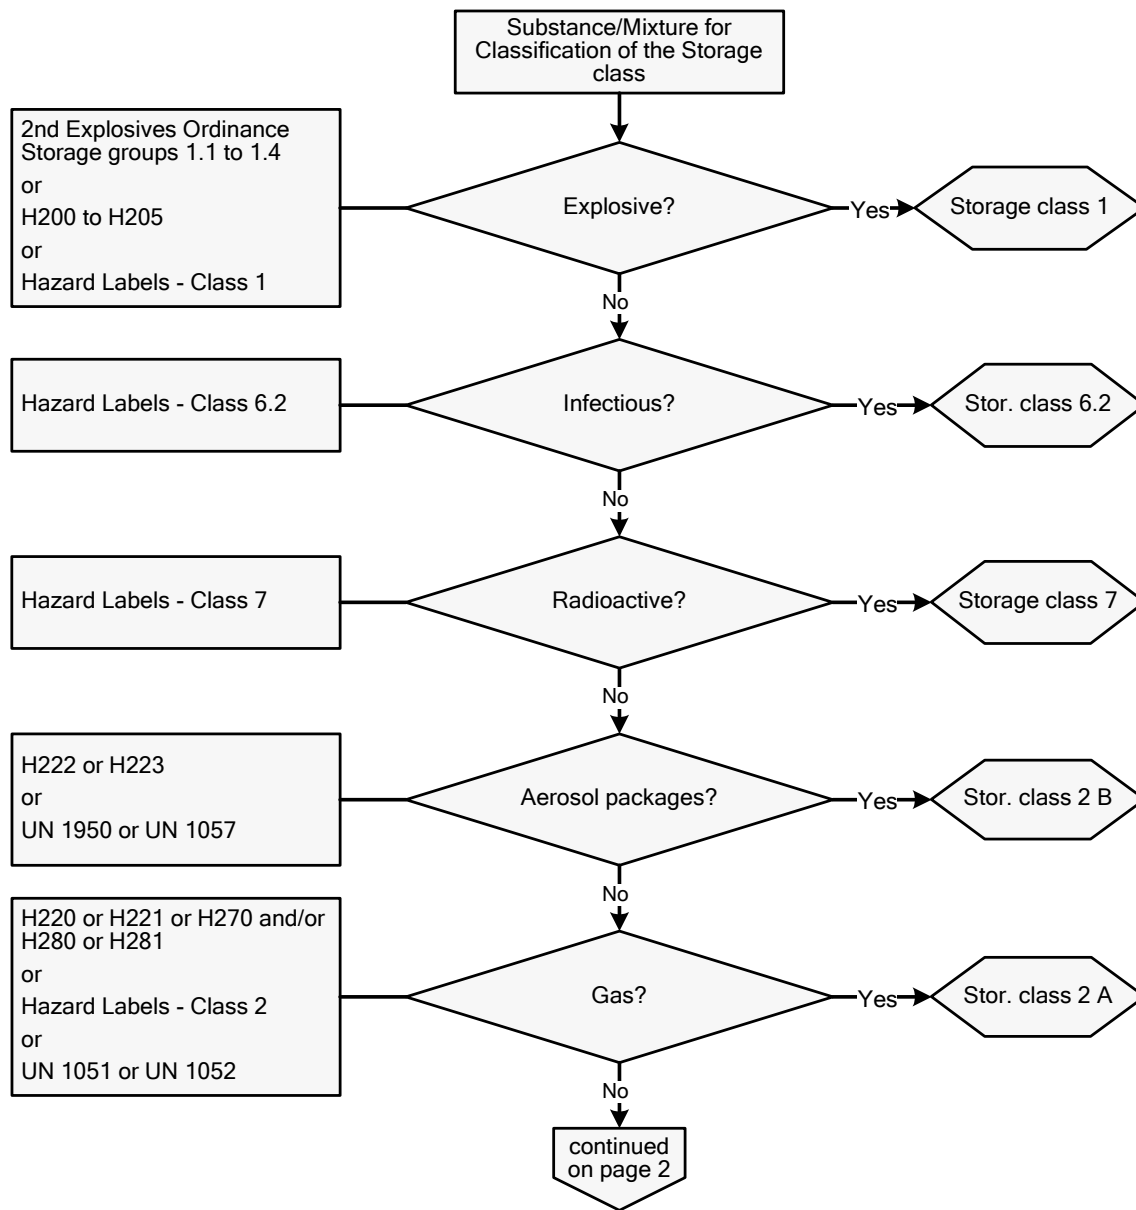 Substance/Mixture for
Classification of the Storage
class
2nd Explosives Ordinance
Storage groups 1.1 to 1.4
or
H200 to H205
or
Hazard Labels - Class 1
Explosive?
Yes
Storage class 1
No
Hazard Labels - Class 6.2
Infectious?
Yes
Stor. class 6.2
No
Hazard Labels - Class 7
Radioactive?
Yes
Storage class 7
No
H222 or H223
or
UN 1950 or UN 1057
Aerosol packages?
Yes
Stor. class 2 B
No
H220 or H221 or H270 and/or
H280 or H281
or
Hazard Labels - Class 2
or
UN 1051 or UN 1052
Gas?
Yes
Stor. class 2 A
No
continued
on page 2